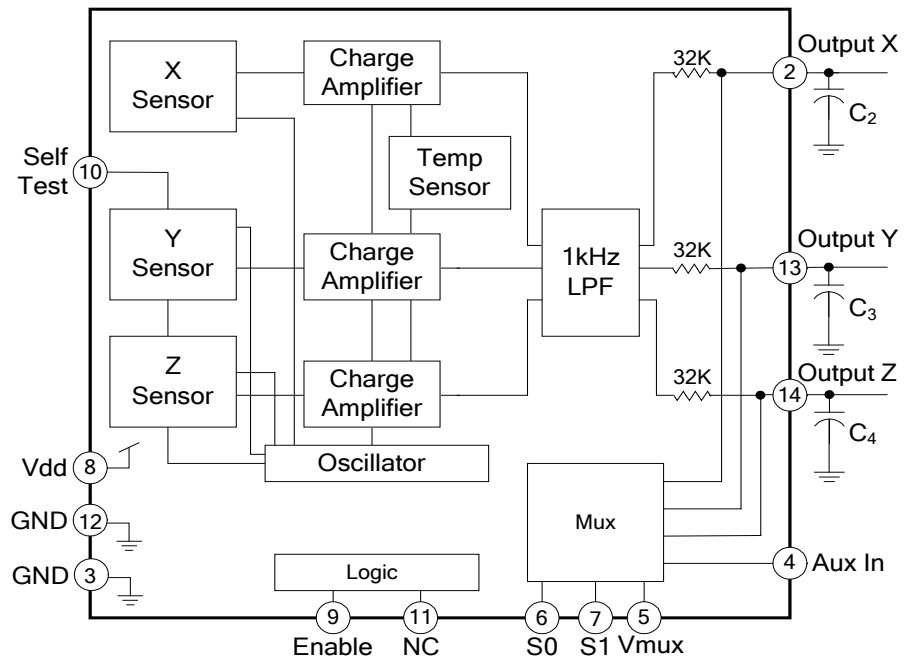 X
Sensor
Charge
Amplifier
32K
2
Output X
C2
Self
Test
10
Temp
Sensor
Y
Sensor
Charge
Amplifier
1kHz
LPF
32K
13
Output Y
C3
Z
Sensor
Charge
Amplifier
32K
14
Output Z
C4
Oscillator
Vdd
8
GND
12
GND
3
Mux
Logic
4
Aux In
9
Enable
11
NC
6
S0
7
S1
5
Vmux